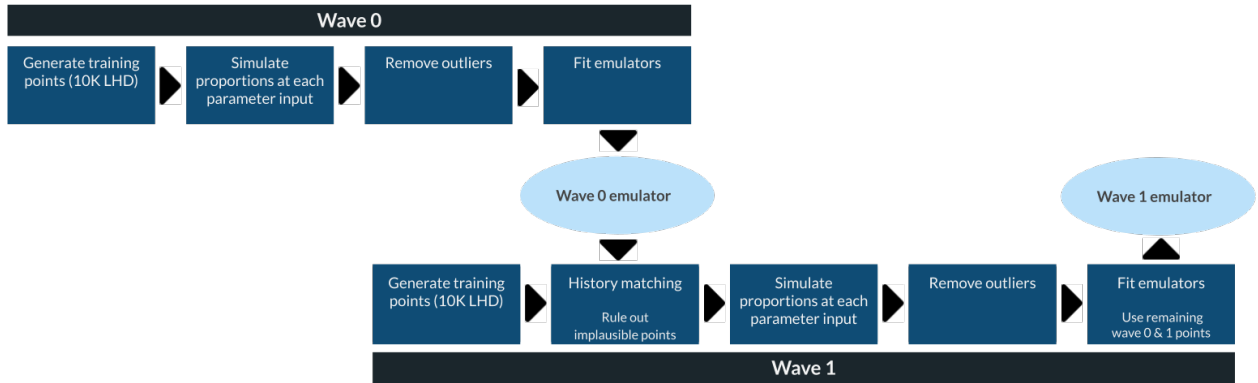 Wave 0
Generate training
points (10K LHD)
Simulate
proportions at each
parameter input
Remove outliers
Fit emulators
Wave 0 emulator
Wave 1 emulator
Generate training
points (10K LHD)
History matching
Rule out
implausible points
Simulate
proportions at each
parameter input
Remove outliers
Fit emulators
Use remaining
wave 0 & 1 points
Wave 1